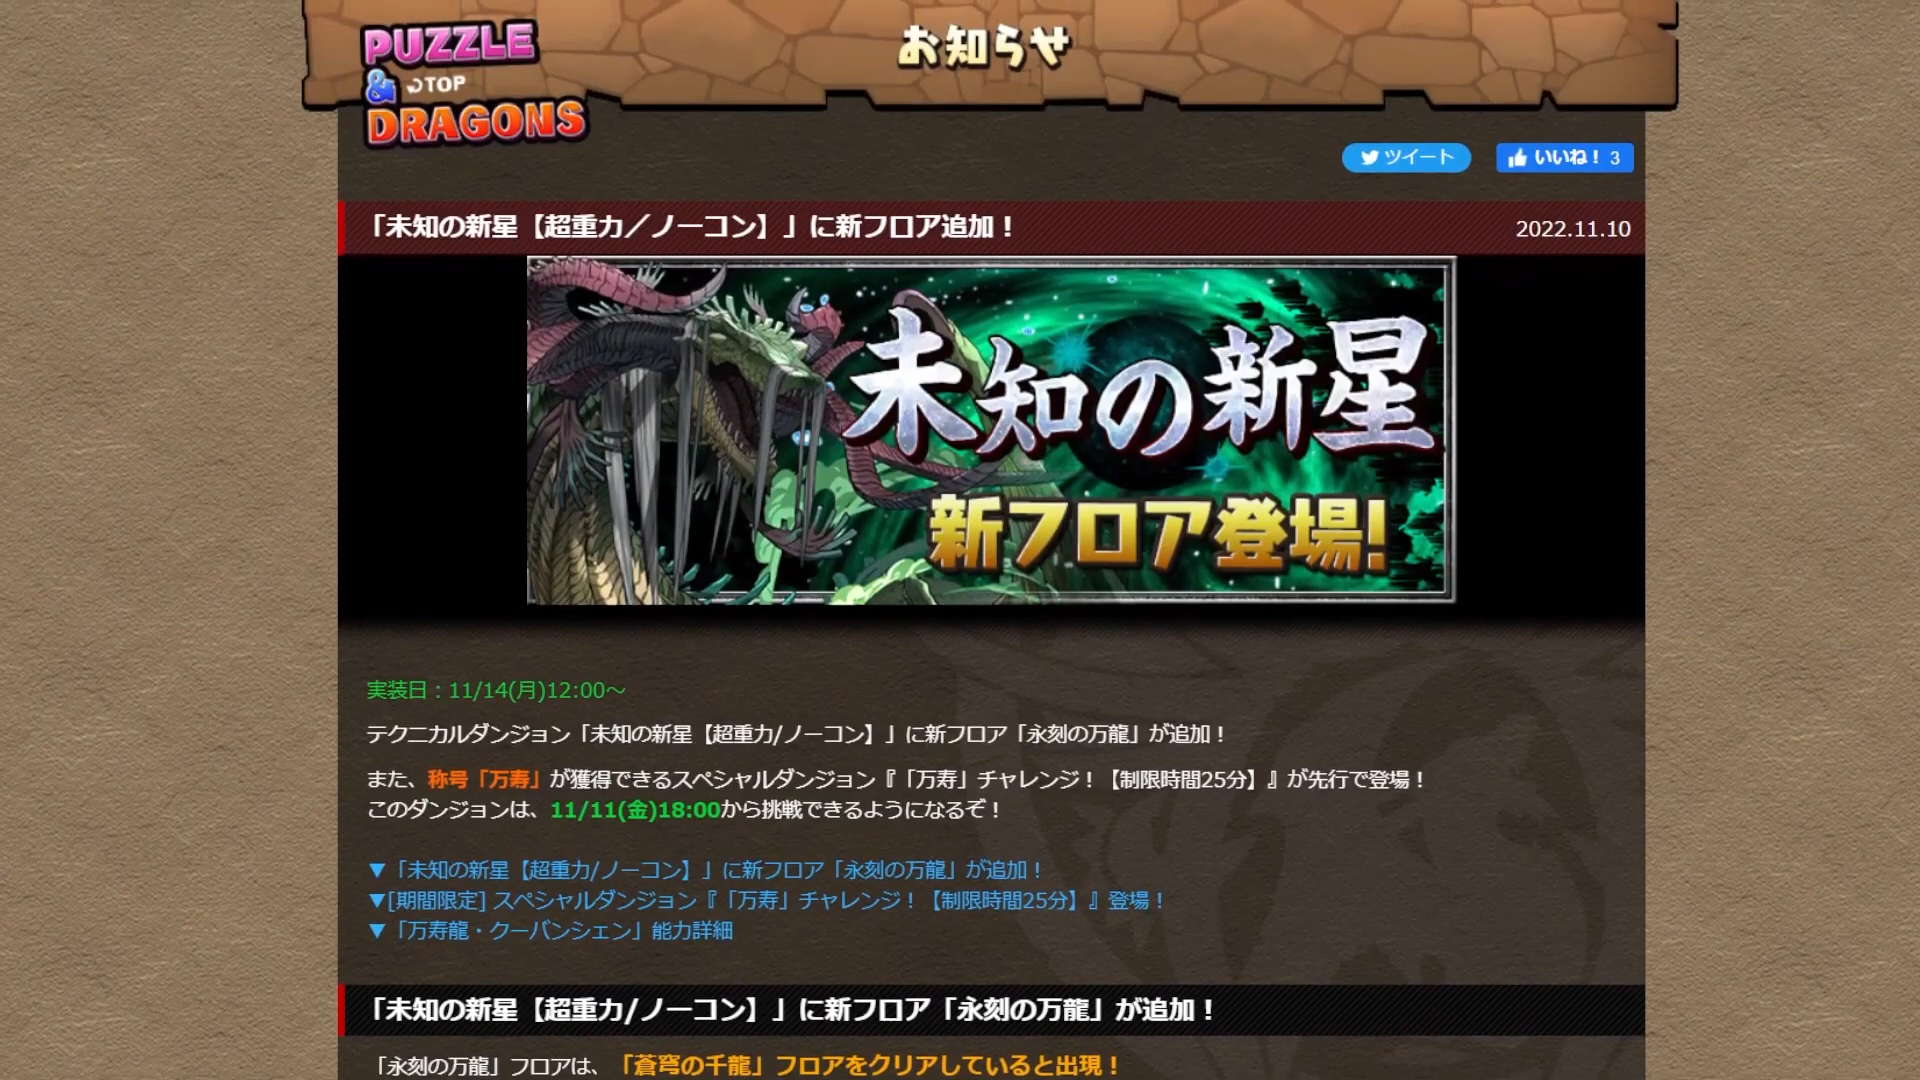 PUZZLE
& TOP
DRAGONS
お知らせ
ツイート
いいね！ 3
「未知の新星【超重力／ノーコン】」に新フロア追加！
2022.11.10
未知の新星
新フロア登場!
実装日：11/14(月)12:00～
テクニカルダンジョン「未知の新星【超重力/ノーコン】」に新フロア「永刻の万龍」が追加！
また、称号「万寿」が獲得できるスペシャルダンジョン『「万寿」チャレンジ！【制限時間25分】』が先行で登場！
このダンジョンは、11/11(金)18:00から挑戦できるようになるぞ！
▼「未知の新星【超重力/ノーコン】」に新フロア「永刻の万龍」が追加！
▼[期間限定] スペシャルダンジョン『「万寿」チャレンジ！【制限時間25分】』登場！
▼「万寿龍・クーバンシェン」能力詳細
「未知の新星【超重力/ノーコン】」に新フロア「永刻の万龍」が追加！
「永刻の万龍」フロアは、「蒼穹の千龍」フロアをクリアしていると出現！